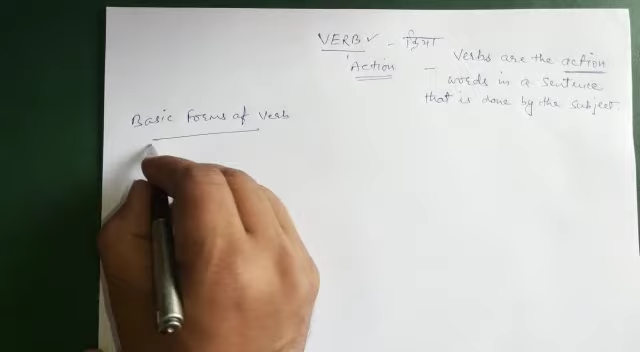 VERB ✓ - क्रिया
'Action
- Verbs are the action
words in a sentence
that is done by the subject.
Basic Forms of Verb